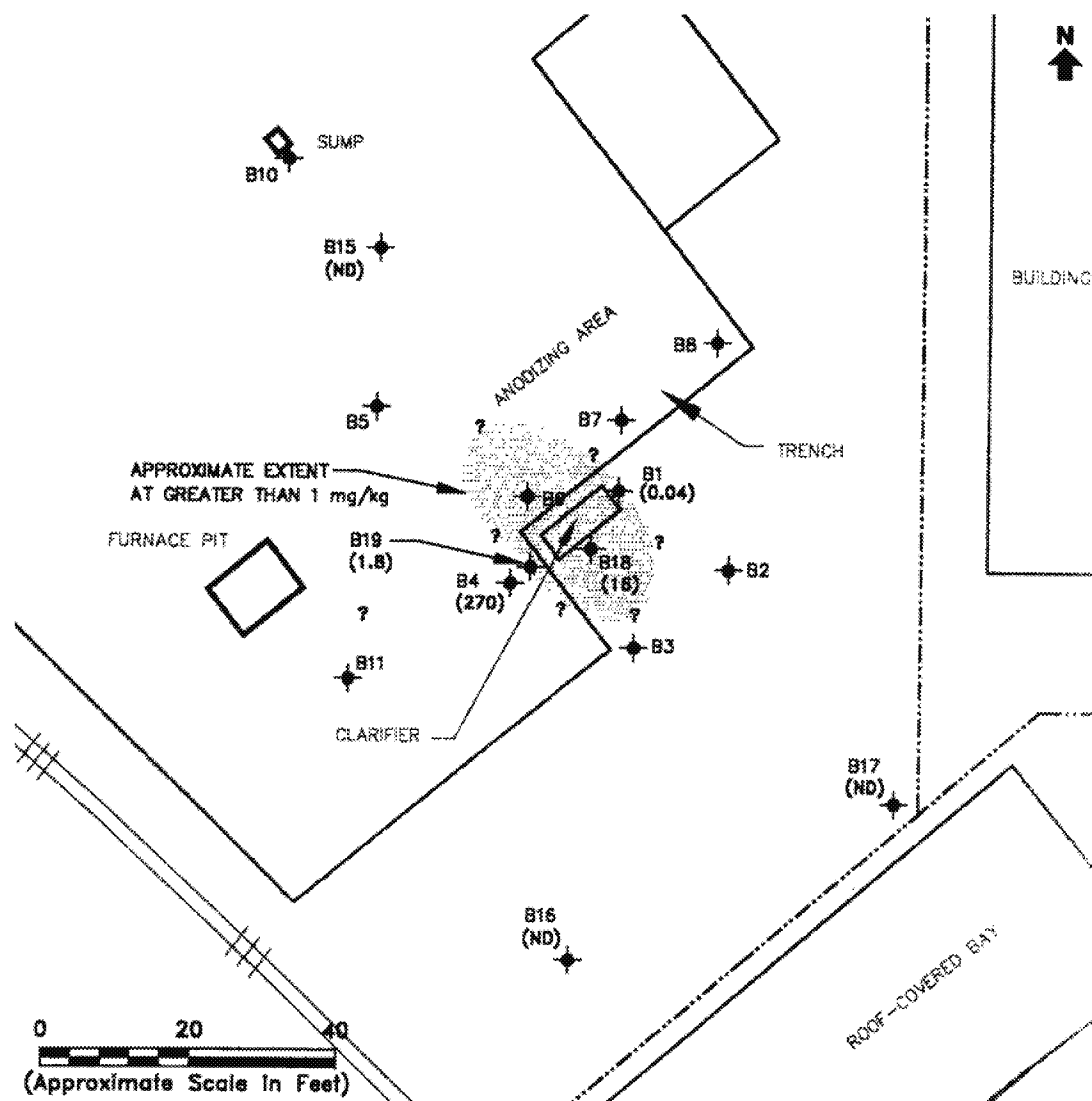 N
SUMP
B10
B15
(ND)
BUILDING
B8
ANODIZING AREA
B5
?
B7
TRENCH
?
APPROXIMATE EXTENT
AT GREATER THAN 1 mg/kg
B1
(0.04)
FURNACE PIT
?
B19
(1.8)
?
B18
(16)
B2
B4
(270)
?
?
?
B3
B11
CLARIFIER
B17
(ND)
B16
(ND)
ROOF-COVERED BAY
0 20 40
(Approximate Scale in Feet)